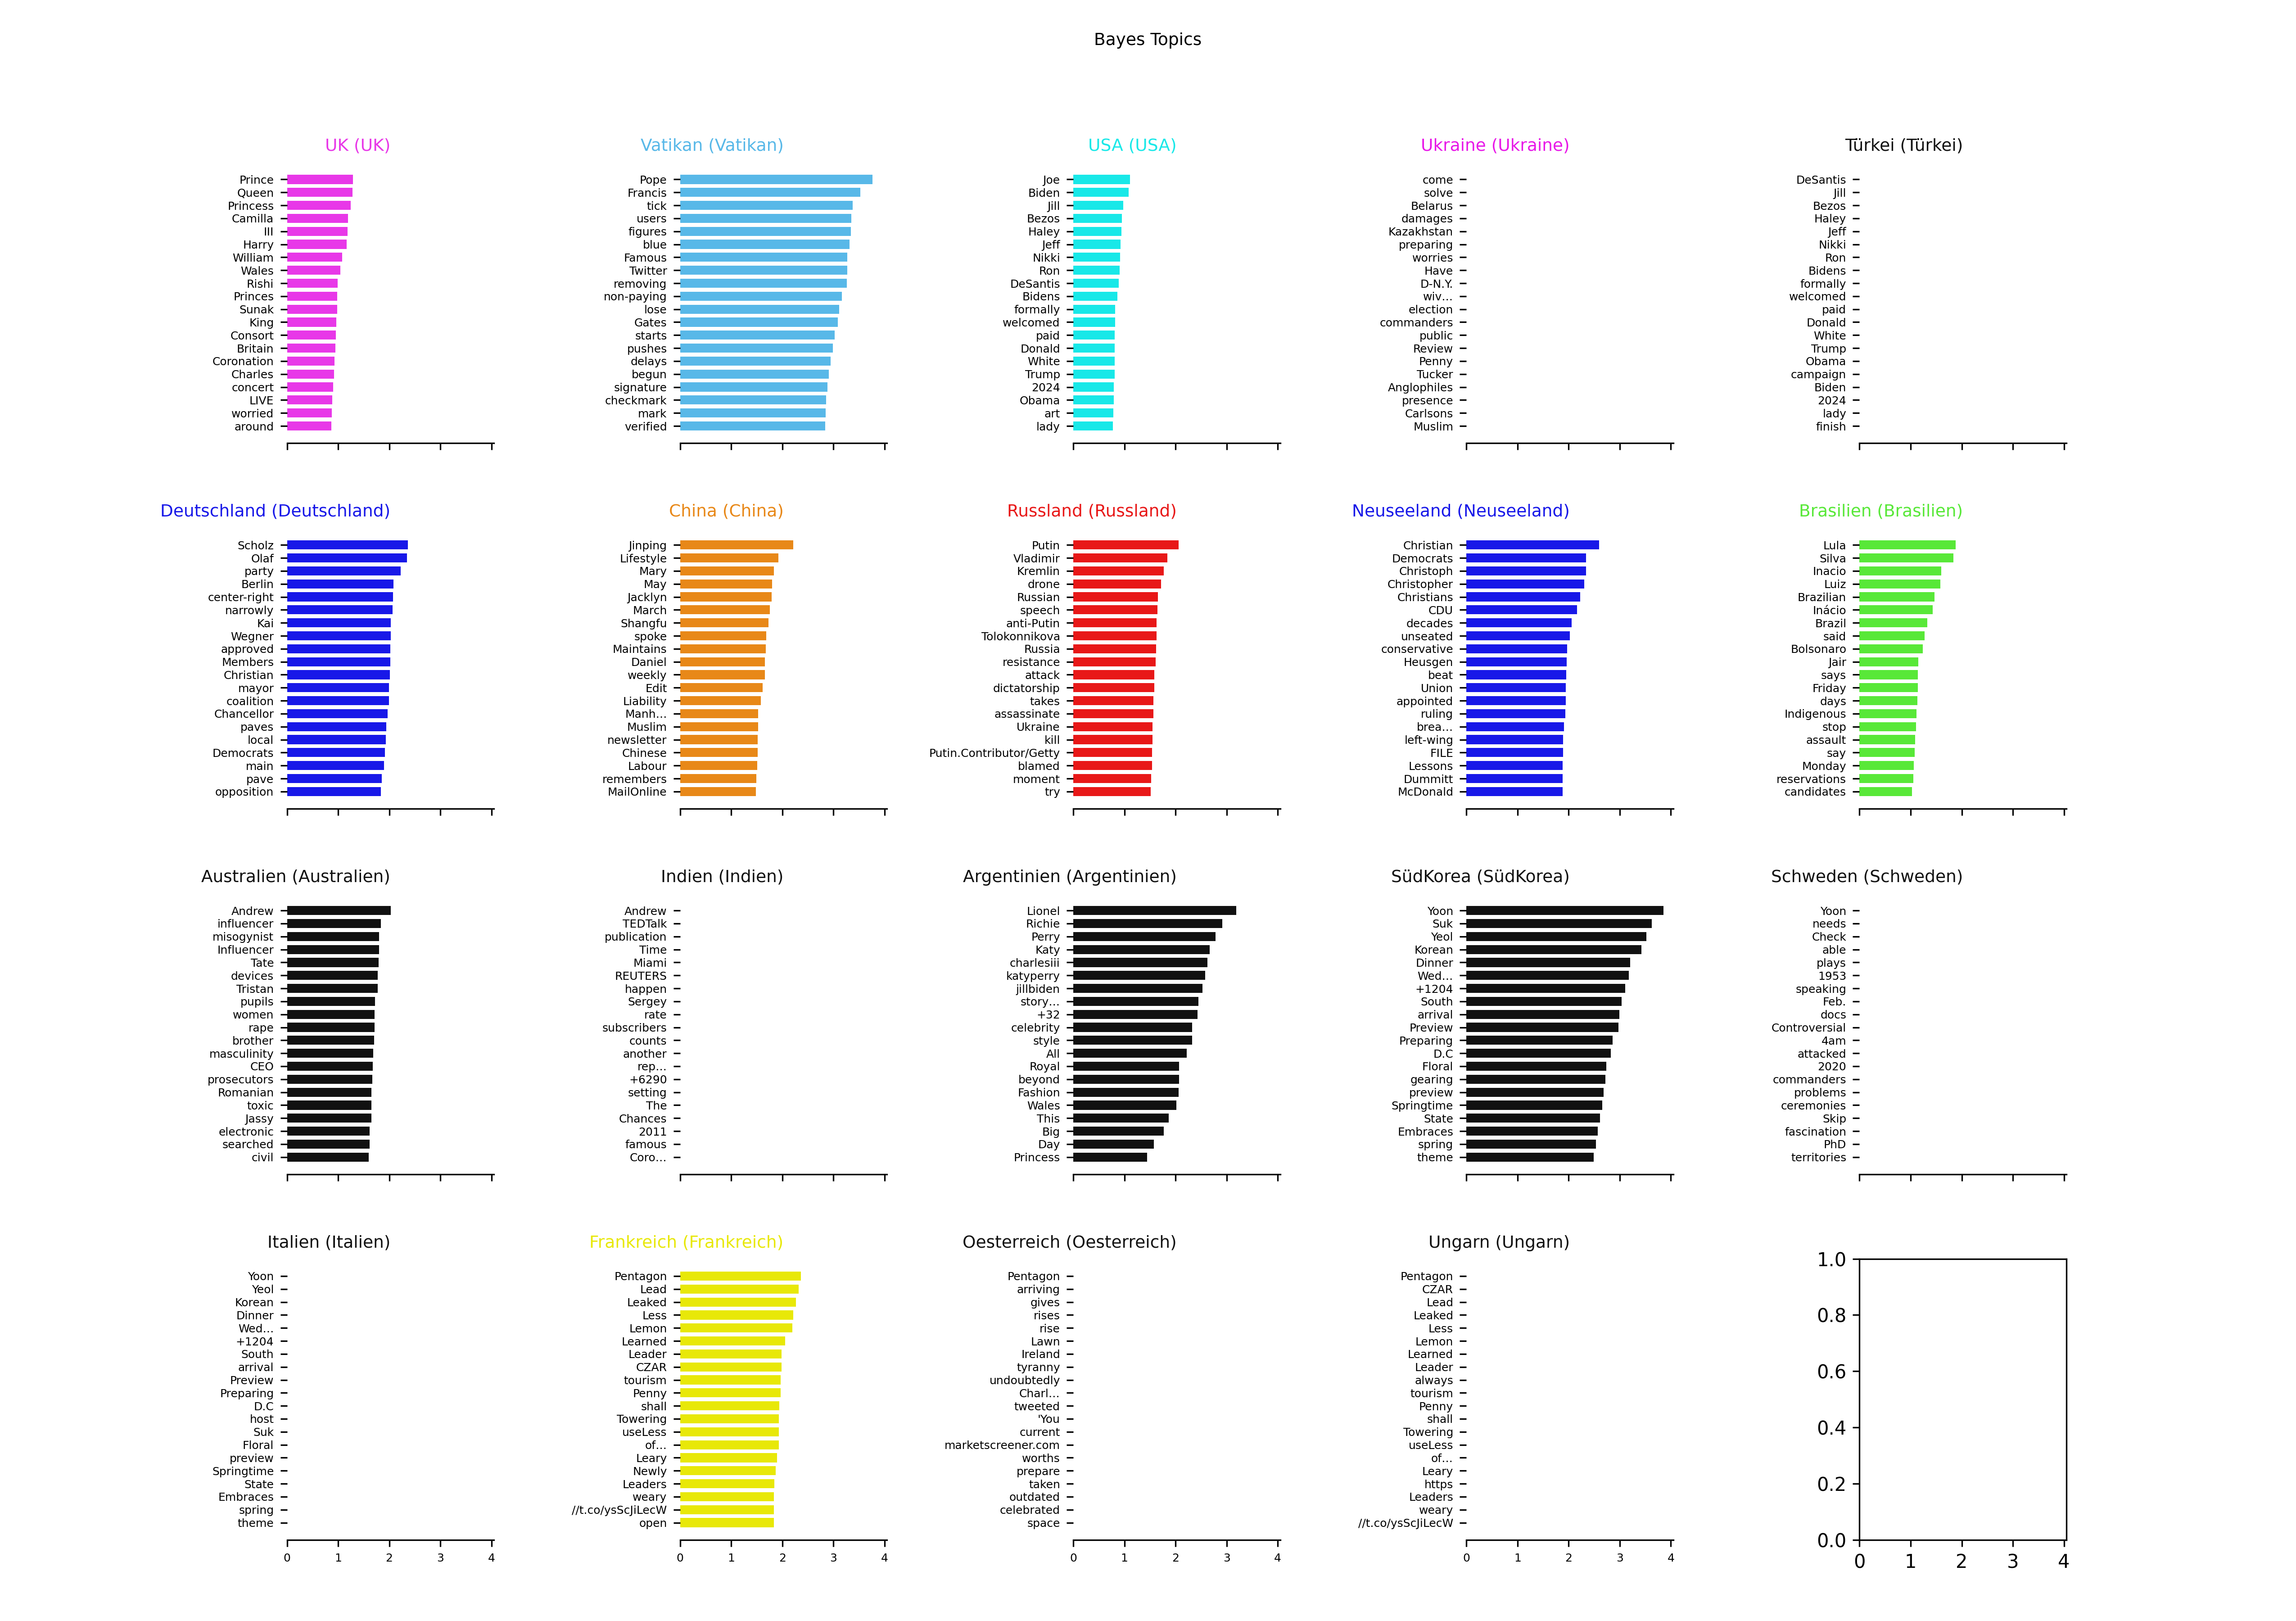 Bayes Topics
UK (UK)
Prince
Queen
Princess
Camilla
III
Harry
William
Wales
Rishi
Princes
Sunak
King
Consort
Britain
Coronation
Charles
concert
LIVE
worried
around
Vatikan (Vatikan)
Pope
Francis
tick
users
figures
blue
Famous
Twitter
removing
non-paying
lose
Gates
starts
pushes
delays
begun
signature
checkmark
mark
verified
USA (USA)
Joe
Biden
Jill
Bezos
Haley
Jeff
Nikki
Ron
DeSantis
Bidens
formally
welcomed
paid
Donald
White
Trump
2024
Obama
art
lady
Ukraine (Ukraine)
come
solve
Belarus
damages
Kazakhstan
preparing
worries
Have
D-N.Y.
wiv…
election
commanders
public
Review
Penny
Tucker
Anglophiles
presence
Carlsons
Muslim
Türkei (Türkei)
DeSantis
Jill
Bezos
Haley
Jeff
Nikki
Ron
Bidens
formally
welcomed
paid
Donald
White
Trump
Obama
campaign
Biden
2024
lady
finish
Deutschland (Deutschland)
Scholz
Olaf
party
Berlin
center-right
narrowly
Kai
Wegner
approved
Members
Christian
mayor
coalition
Chancellor
paves
local
Democrats
main
pave
opposition
China (China)
Jinping
Lifestyle
Mary
May
Jacklyn
March
Shangfu
spoke
Maintains
Daniel
weekly
Edit
Liability
Manh…
Muslim
newsletter
Chinese
Labour
remembers
MailOnline
Russland (Russland)
Putin
Vladimir
Kremlin
drone
Russian
speech
anti-Putin
Tolokonnikova
Russia
resistance
attack
dictatorship
takes
assassinate
Ukraine
kill
Putin.Contributor/Getty
blamed
moment
try
Neuseeland (Neuseeland)
Christian
Democrats
Christoph
Christopher
Christians
CDU
decades
unseated
conservative
Heusgen
beat
Union
appointed
ruling
brea…
left-wing
FILE
Lessons
Dummitt
McDonald
Brasilien (Brasilien)
Lula
Silva
Inacio
Luiz
Brazilian
Inácio
Brazil
said
Bolsonaro
Jair
says
Friday
days
Indigenous
stop
assault
say
Monday
reservations
candidates
Australien (Australien)
Andrew
influencer
misogynist
Influencer
Tate
devices
Tristan
pupils
women
rape
brother
masculinity
CEO
prosecutors
Romanian
toxic
Jassy
electronic
searched
civil
Indien (Indien)
Andrew
TEDTalk
publication
Time
Miami
REUTERS
happen
Sergey
rate
subscribers
counts
another
rep…
+6290
setting
The
Chances
2011
famous
Coro…
Argentinien (Argentinien)
Lionel
Richie
Perry
Katy
charlesiii
katyperry
jillbiden
story…
+32
celebrity
style
All
Royal
beyond
Fashion
Wales
This
Big
Day
Princess
SüdKorea (SüdKorea)
Yoon
Suk
Yeol
Korean
Dinner
Wed…
+1204
South
arrival
Preview
Preparing
D.C
Floral
gearing
preview
Springtime
State
Embraces
spring
theme
Schweden (Schweden)
Yoon
needs
Check
able
plays
1953
speaking
Feb.
docs
Controversial
4am
attacked
2020
commanders
problems
ceremonies
Skip
fascination
PhD
territories
Italien (Italien)
Yoon
Yeol
Korean
Dinner
Wed…
+1204
South
arrival
Preview
Preparing
D.C
host
Suk
Floral
preview
Springtime
State
Embraces
spring
theme
0 1 2 3 4
Frankreich (Frankreich)
Pentagon
Lead
Leaked
Less
Lemon
Learned
Leader
CZAR
tourism
Penny
shall
Towering
useLess
of…
Leary
Newly
Leaders
weary
//t.co/ysScJiLecW
open
0 1 2 3 4
Oesterreich (Oesterreich)
Pentagon
arriving
gives
rises
rise
Lawn
Ireland
tyranny
undoubtedly
Charl…
tweeted
'You
current
marketscreener.com
worths
prepare
taken
outdated
celebrated
space
0 1 2 3 4
Ungarn (Ungarn)
Pentagon
CZAR
Lead
Leaked
Less
Lemon
Learned
Leader
always
tourism
Penny
shall
Towering
useLess
of…
Leary
https
Leaders
weary
//t.co/ysScJiLecW
0 1 2 3 4
1.0
0.8
0.6
0.4
0.2
0.0
0 1 2 3 4